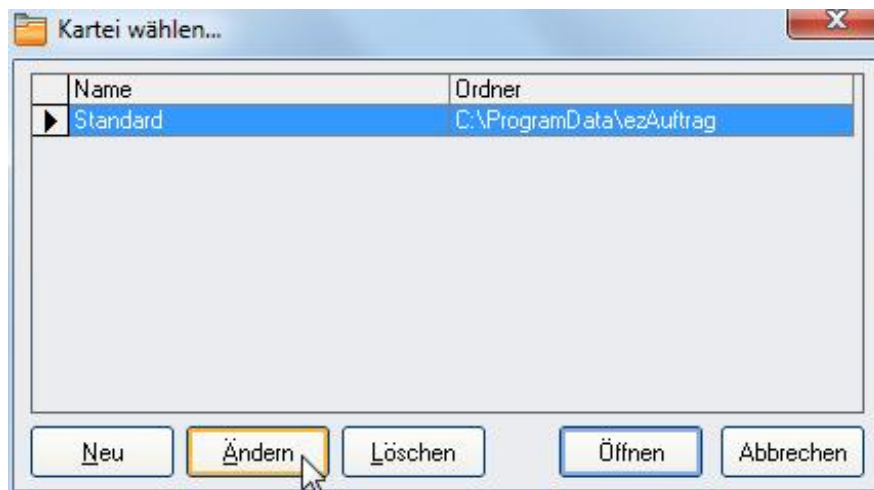 Kartei wählen...
Name Ordner
Standard C:\ProgramData\ezAuftrag
Neu Ändern Löschen Öffnen Abbrechen